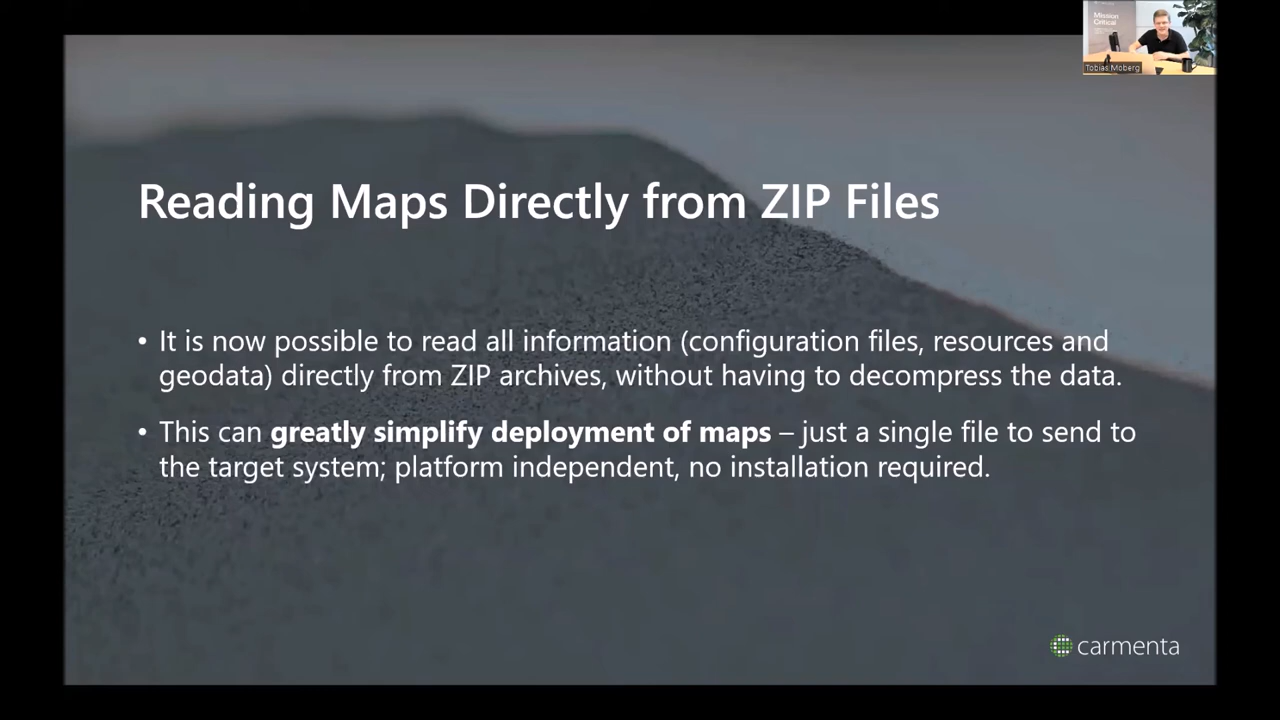 Mission
Critical
Tobias Moberg
Reading Maps Directly from ZIP Files
• It is now possible to read all information (configuration files, resources and
geodata) directly from ZIP archives, without having to decompress the data.
• This can greatly simplify deployment of maps – just a single file to send to
the target system; platform independent, no installation required.
carmenta